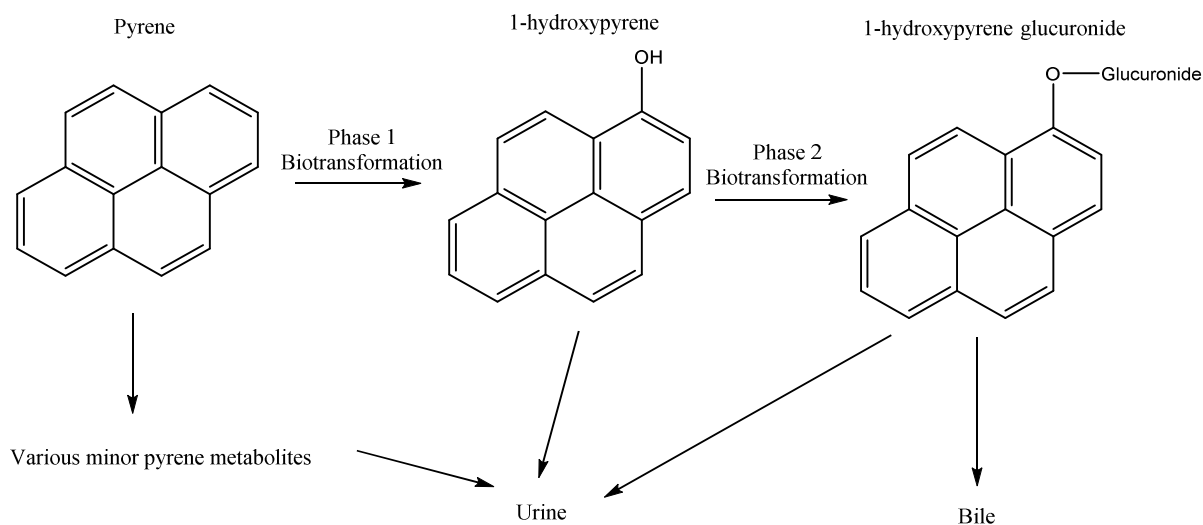 Pyrene
1-hydroxypyrene
1-hydroxypyrene glucuronide
OH
O
Glucuronide
Phase 1
Biotransformation
Phase 2
Biotransformation
Various minor pyrene metabolites
Urine
Bile